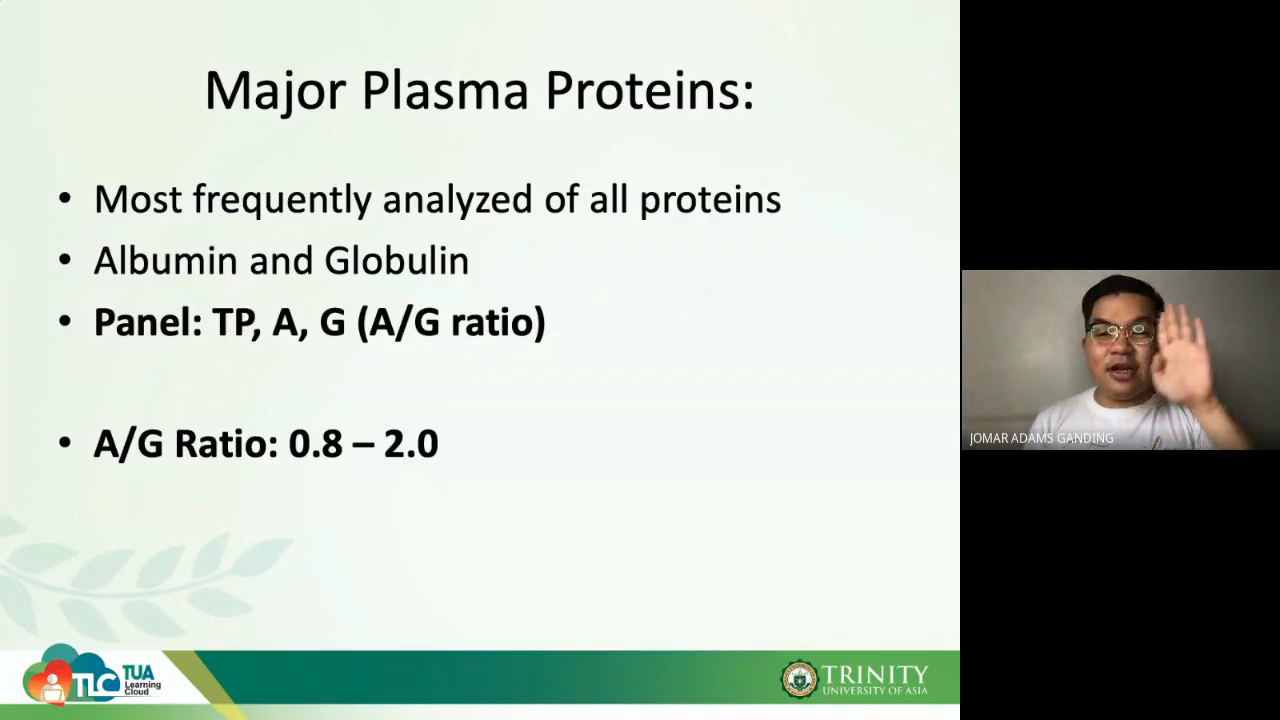 Major Plasma Proteins:
• Most frequently analyzed of all proteins
• Albumin and Globulin
• Panel: TP, A, G (A/G ratio)
• A/G Ratio: 0.8 – 2.0
JOMAR ADAMS GANDING
TLC
TUA
Learning
Cloud
TRINITY
UNIVERSITY OF ASIA